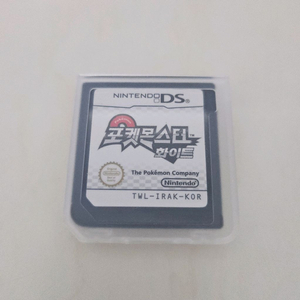 NINTENDO DS
포켓몬스터
화이트
The Pokémon Company
Nintendo
TWL-IRAK-KOR